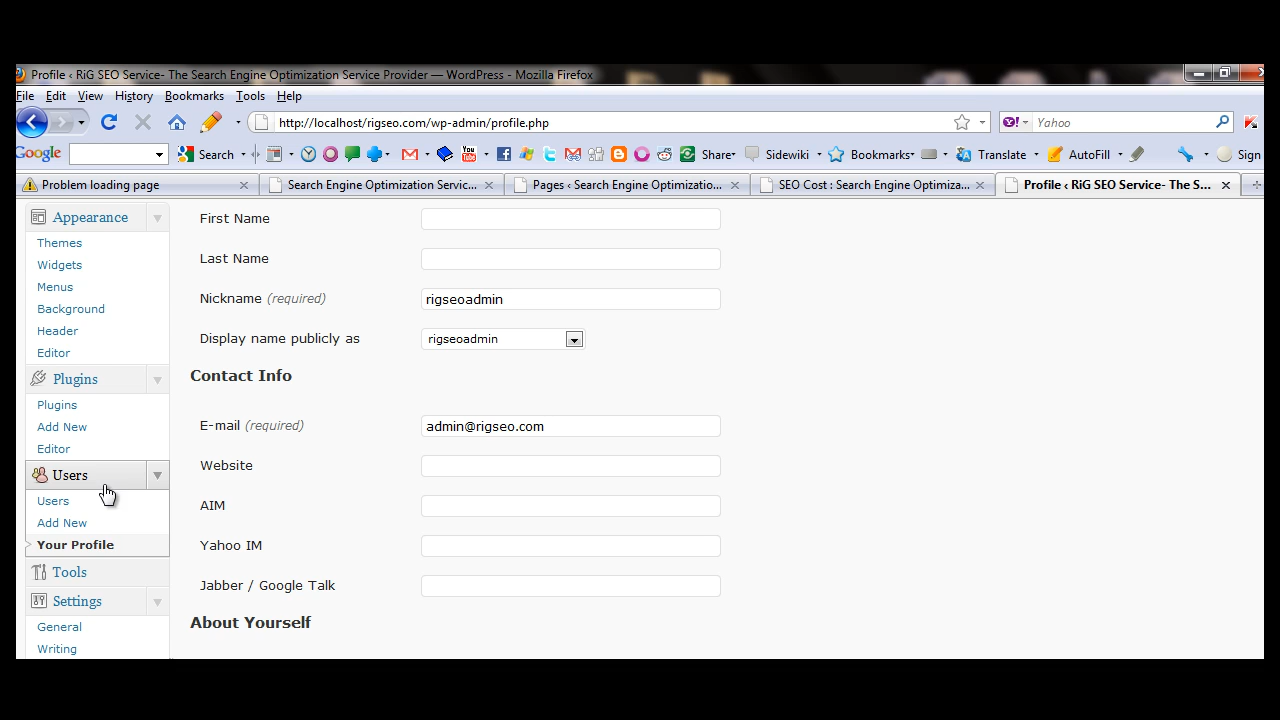 Profile ‹ RiG SEO Service- The Search Engine Optimization Service Provider — WordPress - Mozilla Firefox
File Edit View History Bookmarks Tools Help
http://localhost/rigseo.com/wp-admin/profile.php
Yahoo
Google Search Share Sidewiki Bookmarks Translate AutoFill Sign
Problem loading page
Search Engine Optimization Servic...
Pages ‹ Search Engine Optimizatio...
SEO Cost : Search Engine Optimiza...
Profile ‹ RiG SEO Service- The S...
Appearance
Themes
Widgets
Menus
Background
Header
Editor
Plugins
Plugins
Add New
Editor
Users
Users
Add New
Your Profile
Tools
Settings
General
Writing
First Name
Last Name
Nickname (required) rigseoadmin
Display name publicly as rigseoadmin
Contact Info
E-mail (required) admin@rigseo.com
Website
AIM
Yahoo IM
Jabber / Google Talk
About Yourself